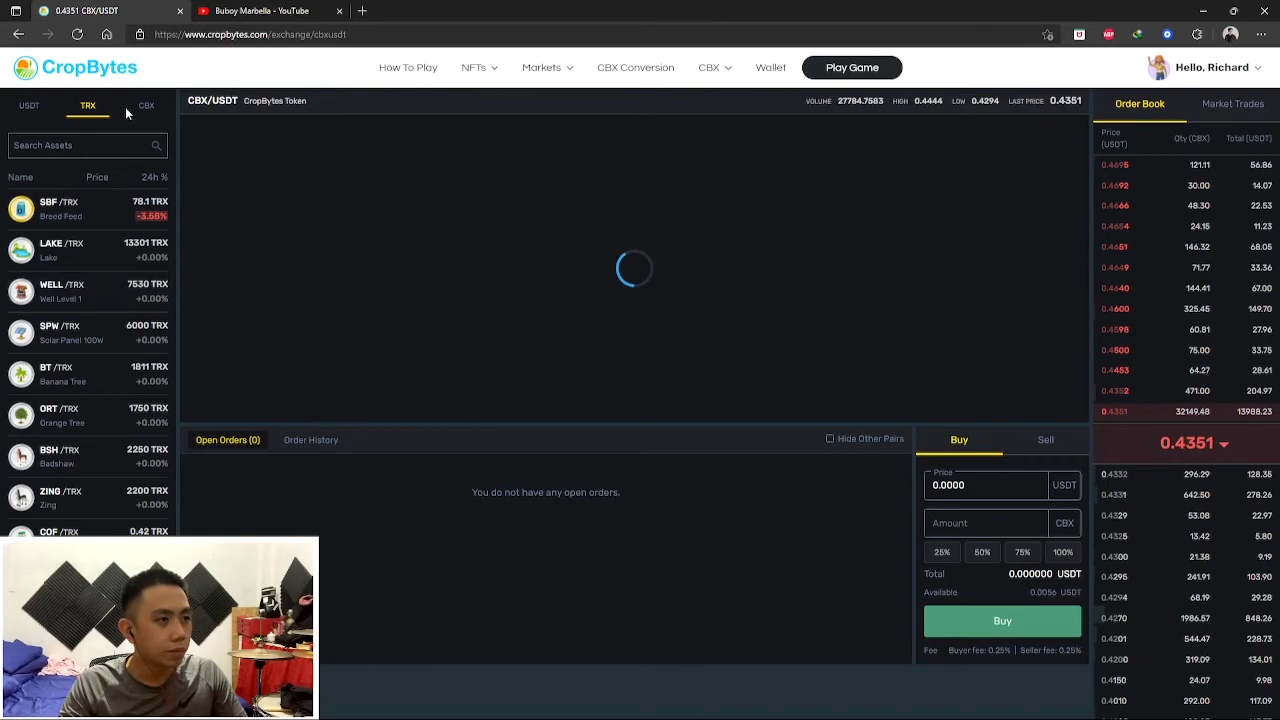 0.4351 CBX/USDT
Buboy Marbella - YouTube
https://www.cropbytes.com/exchange/cbxusdt
CropBytes
How To Play
NFTs
Markets
CBX Conversion
CBX
Wallet
Play Game
Hello, Richard
USDT
TRX
CBX
Search Assets
Name Price 24h %
SBF /TRX 78.1 TRX
Breed Feed -3.58%
LAKE /TRX 13301 TRX
Lake +0.00%
WELL /TRX 7530 TRX
Well Level 1 +0.00%
SPW /TRX 6000 TRX
Solar Panel 100W +0.00%
BT /TRX 1811 TRX
Banana Tree +0.00%
ORT /TRX 1750 TRX
Orange Tree +0.00%
BSH /TRX 2250 TRX
Badshaw +0.00%
ZING /TRX 2200 TRX
Zing +0.00%
COF /TRX 0.42 TRX
CBX/USDT CropBytes Token
VOLUME 27784.7583 HIGH 0.4444 LOW 0.4294 LAST PRICE 0.4351
Open Orders (0)
Order History
Hide Other Pairs
You do not have any open orders.
Buy
Sell
Price
0.0000 USDT
Amount CBX
25% 50% 75% 100%
Total 0.000000 USDT
Available 0.0056 USDT
Buy
Fee Buyer fee: 0.25% | Seller fee: 0.25%
Order Book
Market Trades
Price
(USDT)
Qty (CBX)
Total (USDT)
0.4695 121.11 56.86
0.4692 30.00 14.07
0.4666 48.30 22.53
0.4654 24.15 11.23
0.4651 146.32 68.05
0.4649 71.77 33.36
0.4640 144.41 67.00
0.4600 325.45 149.70
0.4598 60.81 27.96
0.4500 75.00 33.75
0.4453 64.27 28.61
0.4352 471.00 204.97
0.4351 32149.48 13988.23
0.4351
0.4332 296.29 128.35
0.4331 642.50 278.26
0.4329 53.08 22.97
0.4325 13.42 5.80
0.4300 21.38 9.19
0.4295 241.91 103.90
0.4294 68.19 29.28
0.4270 1986.57 848.26
0.4201 544.47 228.73
0.4200 319.09 134.01
0.4150 24.07 9.98
0.4010 292.00 117.09